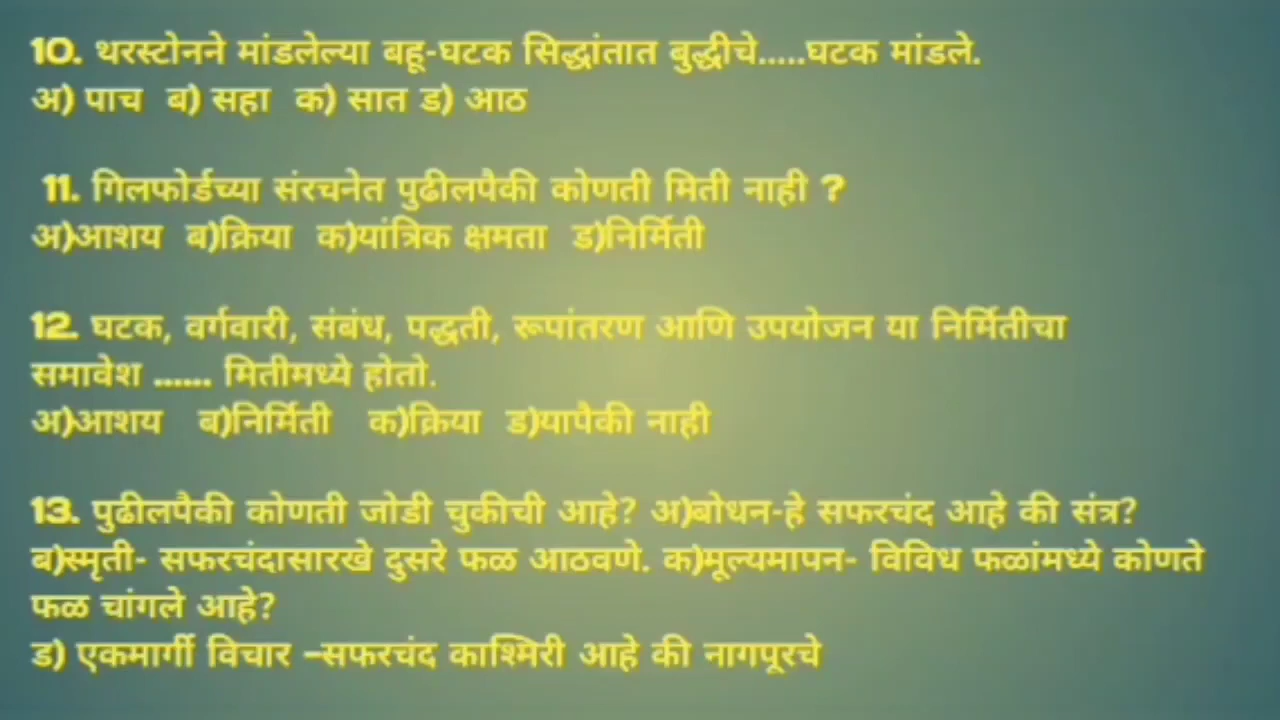 10. थरस्टोनने मांडलेल्या बहू-घटक सिद्धांतात बुद्धीचे.....घटक मांडले.
अ) पाच ब) सहा क) सात ड) आठ
11. गिलफोर्डच्या संरचनेत पुढीलपैकी कोणती मिती नाही ?
अ)आशय ब)क्रिया क)यांत्रिक क्षमता ड)निर्मिती
12. घटक, वर्गवारी, संबंध, पद्धती, रूपांतरण आणि उपयोजन या निर्मितीचा
समावेश ...... मितीमध्ये होतो.
अ)आशय ब)निर्मिती क)क्रिया ड)यापैकी नाही
13. पुढीलपैकी कोणती जोडी चुकीची आहे? अ)बोधन-हे सफरचंद आहे की संत्र?
ब)स्मृती- सफरचंदासारखे दुसरे फळ आठवणे. क)मूल्यमापन- विविध फळांमध्ये कोणते
फळ चांगले आहे?
ड) एकमार्गी विचार –सफरचंद काश्मिरी आहे की नागपूरचे